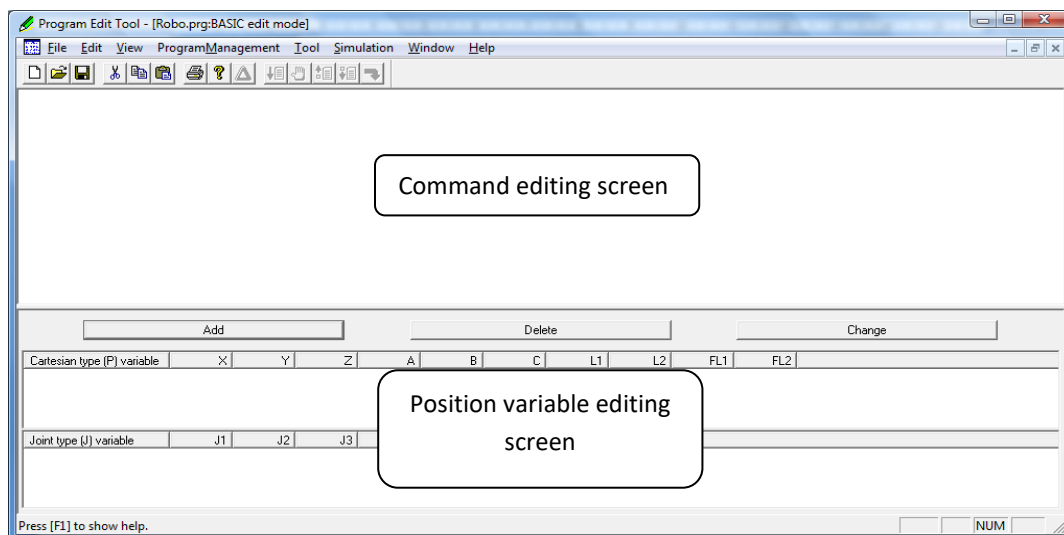 Program Edit Tool - [Robo.prg:BASIC edit mode]
File Edit View ProgramManagement Tool Simulation Window Help
Command editing screen
Add Delete Change
Cartesian type (P) variable X Y Z A B C L1 L2 FL1 FL2
Position variable editing
screen
Joint type (J) variable J1 J2 J3
Press [F1] to show help. NUM